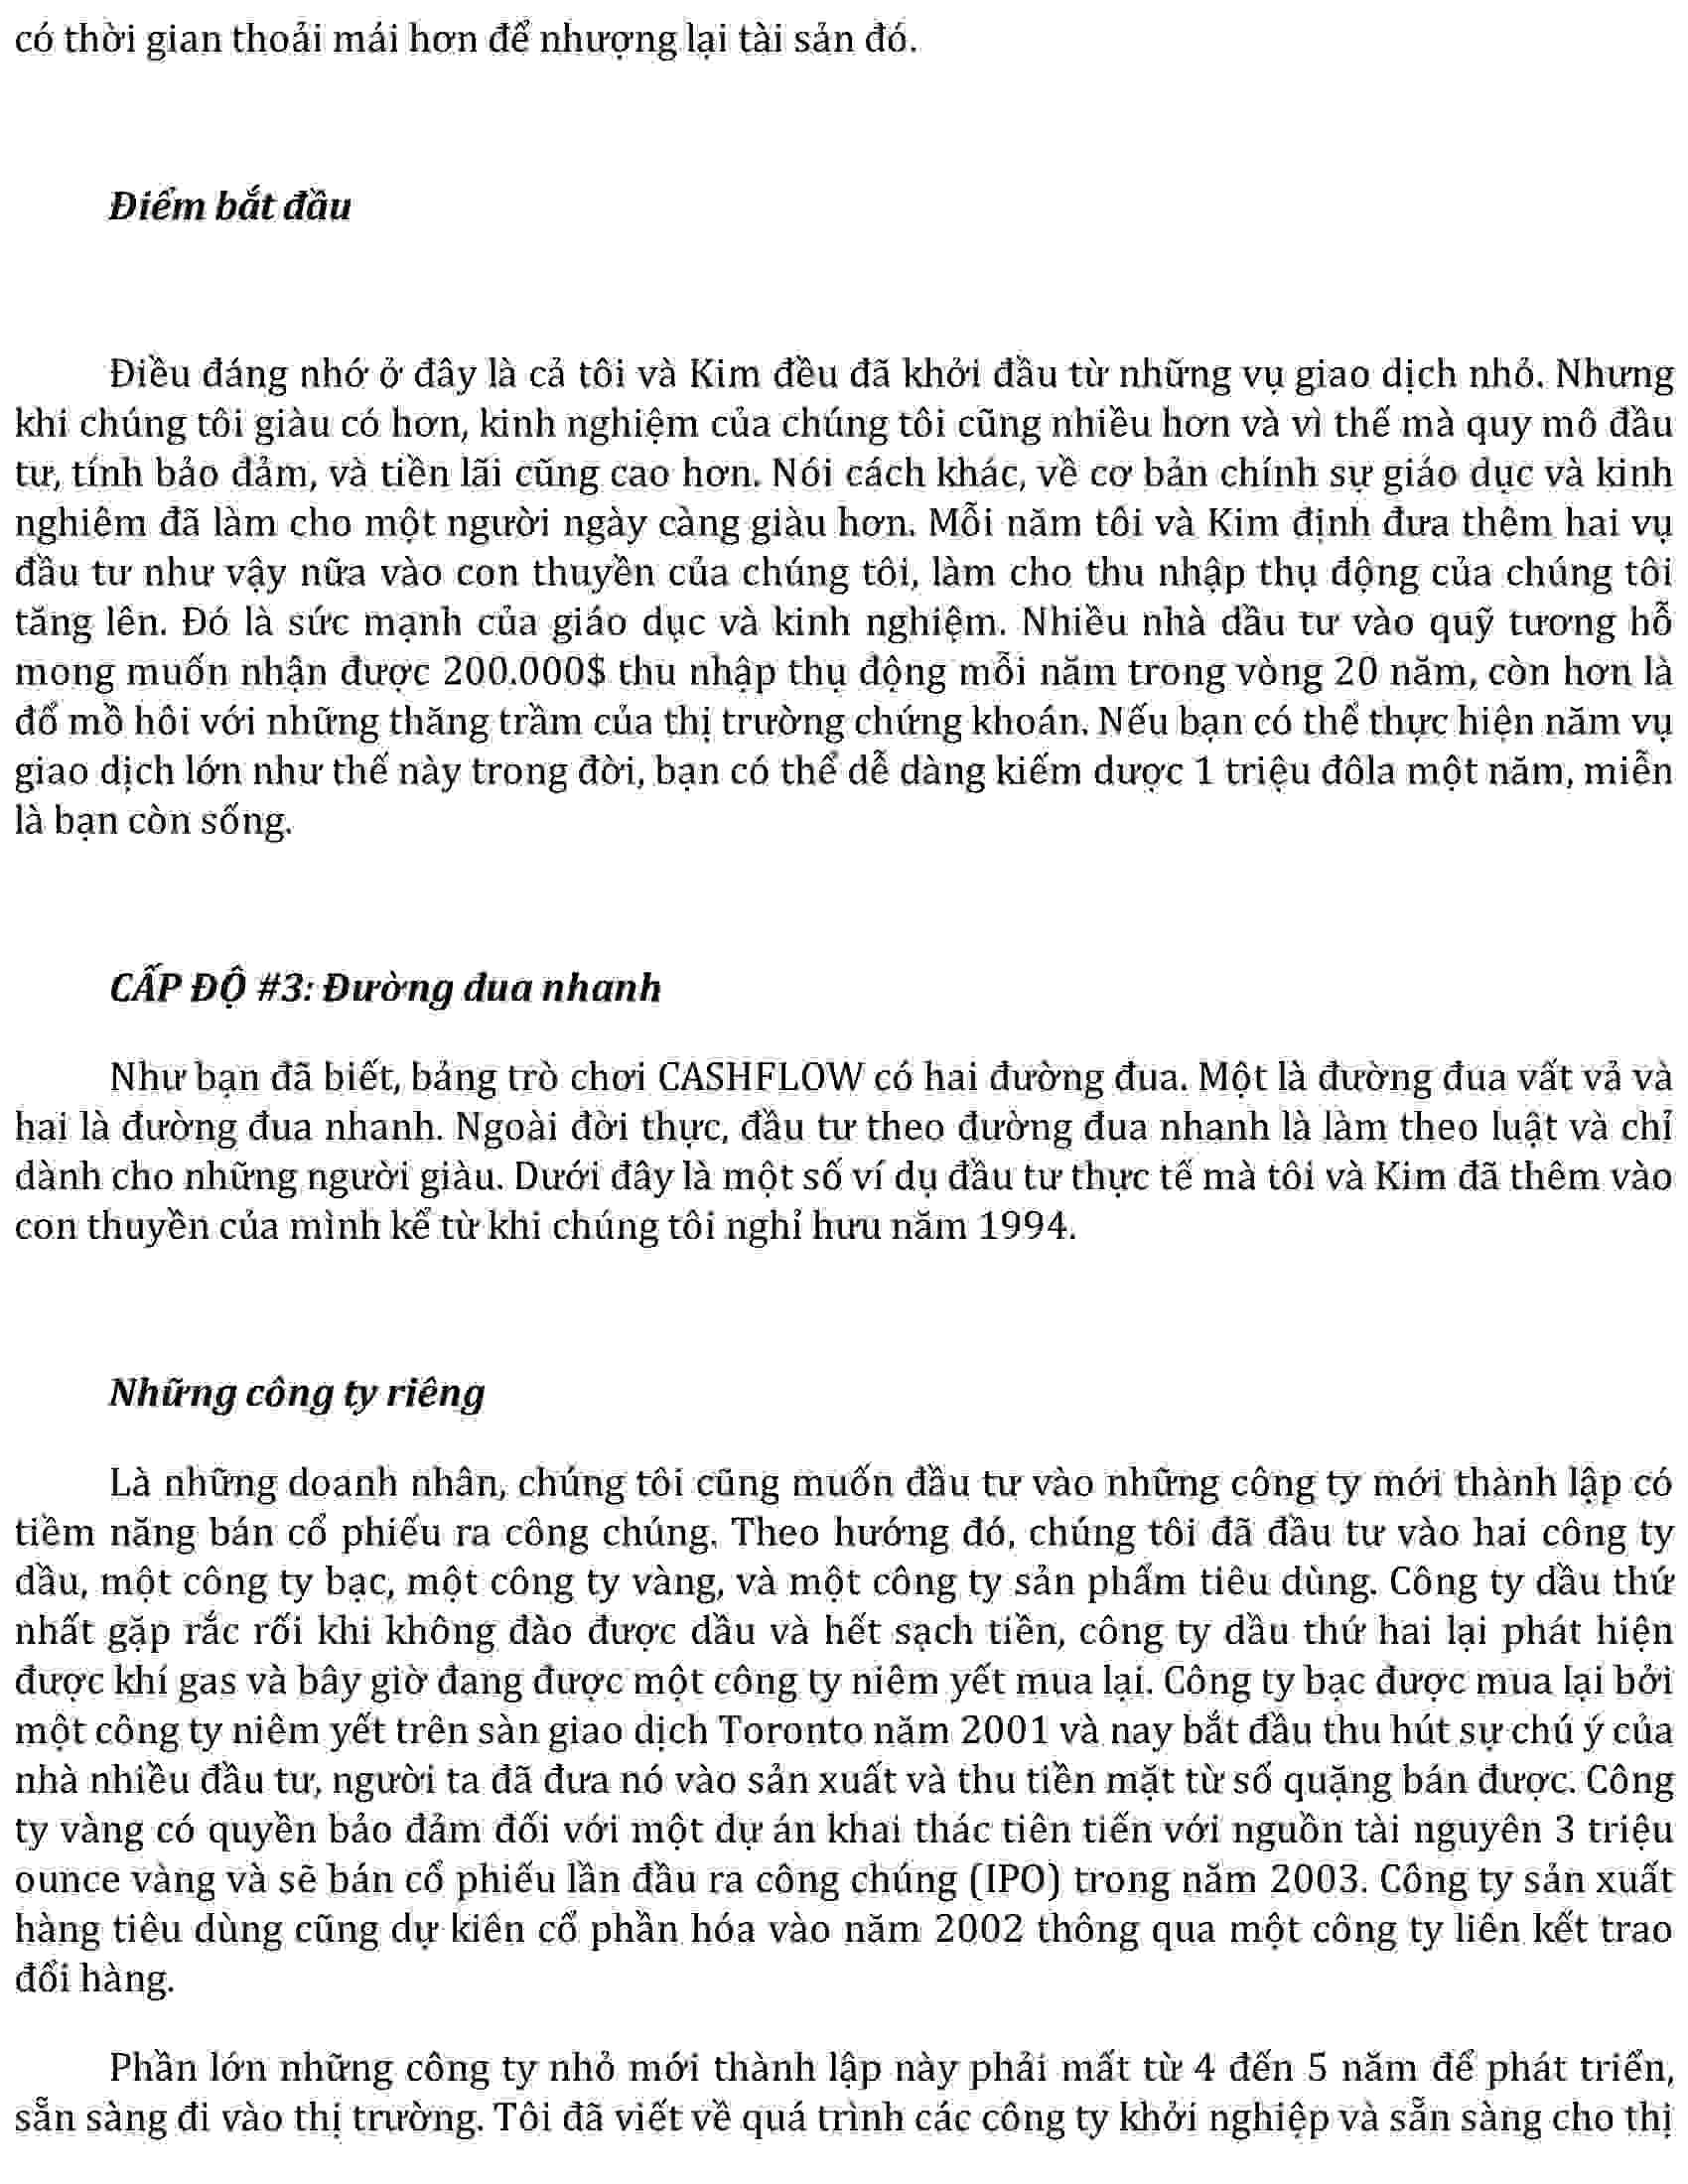 có thời gian thoải mái hơn để nhượng lại tài sản đó.
Điểm bắt đầu
Điều đáng nhớ ở đây là cả tôi và Kim đều đã khởi đầu từ những vụ giao dịch nhỏ. Nhưng
khi chúng tôi giàu có hơn, kinh nghiệm của chúng tôi cũng nhiều hơn và vì thế mà quy mô đầu
tư, tính bảo đảm, và tiền lãi cũng cao hơn. Nói cách khác, về cơ bản chính sự giáo dục và kinh
nghiệm đã làm cho một người ngày càng giàu hơn. Mỗi năm tôi và Kim định đưa thêm hai vụ
đầu tư như vậy nữa vào con thuyền của chúng tôi, làm cho thu nhập thụ động của chúng tôi
tăng lên. Đó là sức mạnh của giáo dục và kinh nghiệm. Nhiều nhà đầu tư vào quỹ tương hỗ
mong muốn nhận được 200.000$ thu nhập thụ động mỗi năm trong vòng 20 năm, còn hơn là
đổ mồ hôi với những thăng trầm của thị trường chứng khoán. Nếu bạn có thể thực hiện năm vụ
giao dịch lớn như thế này trong đời, bạn có thể dễ dàng kiếm dược 1 triệu đôla một năm, miễn
là bạn còn sống.
CẤP ĐỘ #3: Đường đua nhanh
Như bạn đã biết, bảng trò chơi CASHFLOW có hai đường đua. Một là đường đua vất vả và
hai là đường đua nhanh. Ngoài đời thực, đầu tư theo đường đua nhanh là làm theo luật và chỉ
dành cho những người giàu. Dưới đây là một số ví dụ đầu tư thực tế mà tôi và Kim đã thêm vào
con thuyền của mình kể từ khi chúng tôi nghỉ hưu năm 1994.
Những công ty riêng
Là những doanh nhân, chúng tôi cũng muốn đầu tư vào những công ty mới thành lập có
tiềm năng bán cổ phiếu ra công chúng. Theo hướng đó, chúng tôi đã đầu tư vào hai công ty
dầu, một công ty bạc, một công ty vàng, và một công ty sản phẩm tiêu dùng. Công ty dầu thứ
nhất gặp rắc rối khi không đào được dầu và hết sạch tiền, công ty dầu thứ hai lại phát hiện
được khí gas và bây giờ đang được một công ty niêm yết mua lại. Công ty bạc được mua lại bởi
một công ty niêm yết trên sàn giao dịch Toronto năm 2001 và nay bắt đầu thu hút sự chú ý của
nhà nhiều đầu tư, người ta đã đưa nó vào sản xuất và thu tiền mặt từ số quặng bán được. Công
ty vàng có quyền bảo đảm đối với một dự án khai thác tiên tiến với nguồn tài nguyên 3 triệu
ounce vàng và sẽ bán cổ phiếu lần đầu ra công chúng (IPO) trong năm 2003. Công ty sản xuất
hàng tiêu dùng cũng dự kiên cổ phần hóa vào năm 2002 thông qua một công ty liên kết trao
đổi hàng.
Phần lớn những công ty nhỏ mới thành lập này phải mất từ 4 đến 5 năm để phát triển,
sẵn sàng đi vào thị trường. Tôi đã viết về quá trình các công ty khởi nghiệp và sẵn sàng cho thị